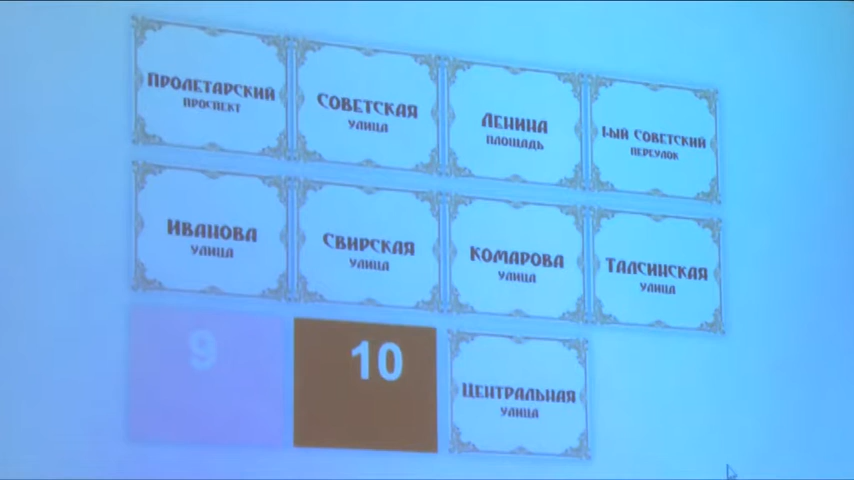 ПРОЛЕТАРСКИЙ
ПРОСПЕКТ
СОВЕТСКАЯ
УЛИЦА
ЛЕНИНА
ПЛОЩАДЬ
1-ЫЙ СОВЕТСКИЙ
ПЕРЕУЛОК
ИВАНОВА
УЛИЦА
СВИРСКАЯ
УЛИЦА
КОМАРОВА
УЛИЦА
ТАЛСИНСКАЯ
УЛИЦА
9
10
ЦЕНТРАЛЬНАЯ
УЛИЦА